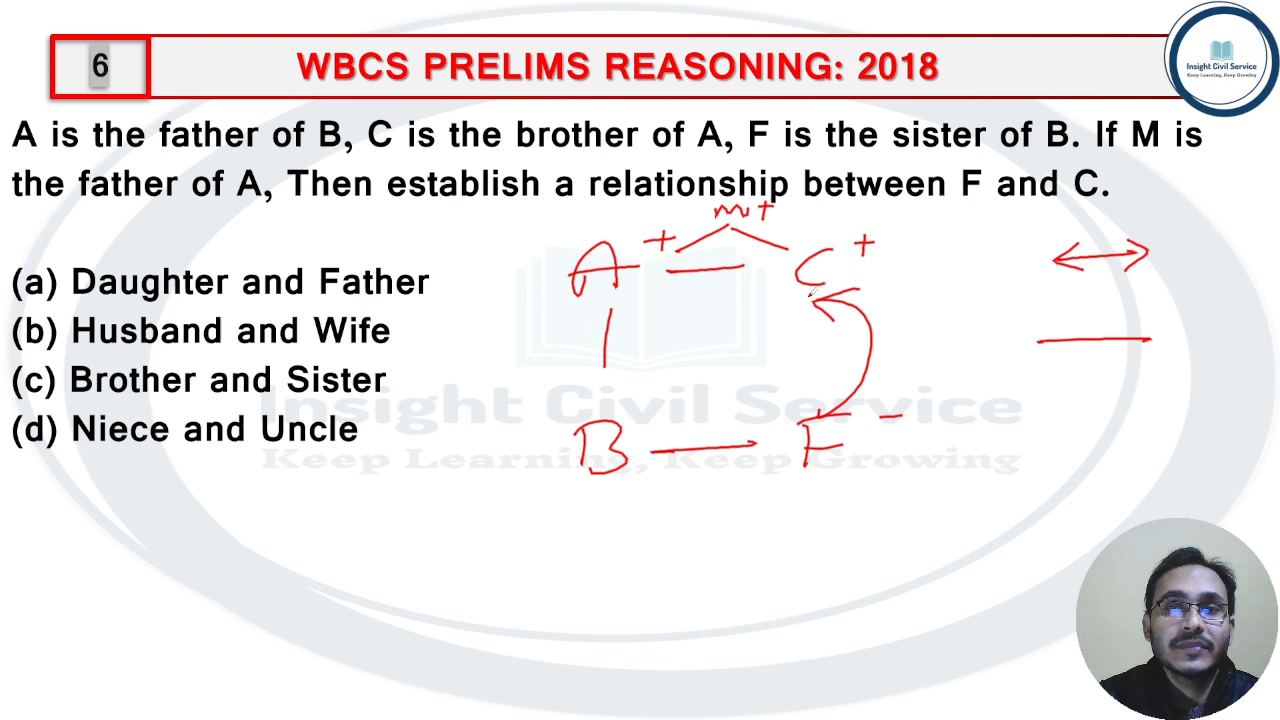 6
WBCS PRELIMS REASONING: 2018
Insight Civil Service
Keep Learning, Keep Growing
A is the father of B, C is the brother of A, F is the sister of B. If M is
the father of A, Then establish a relationship between F and C.
(a) Daughter and Father
(b) Husband and Wife
(c) Brother and Sister
(d) Niece and Uncle
m +
A + C +
B F -
Insight Civil Service
Keep Learning, Keep Growing